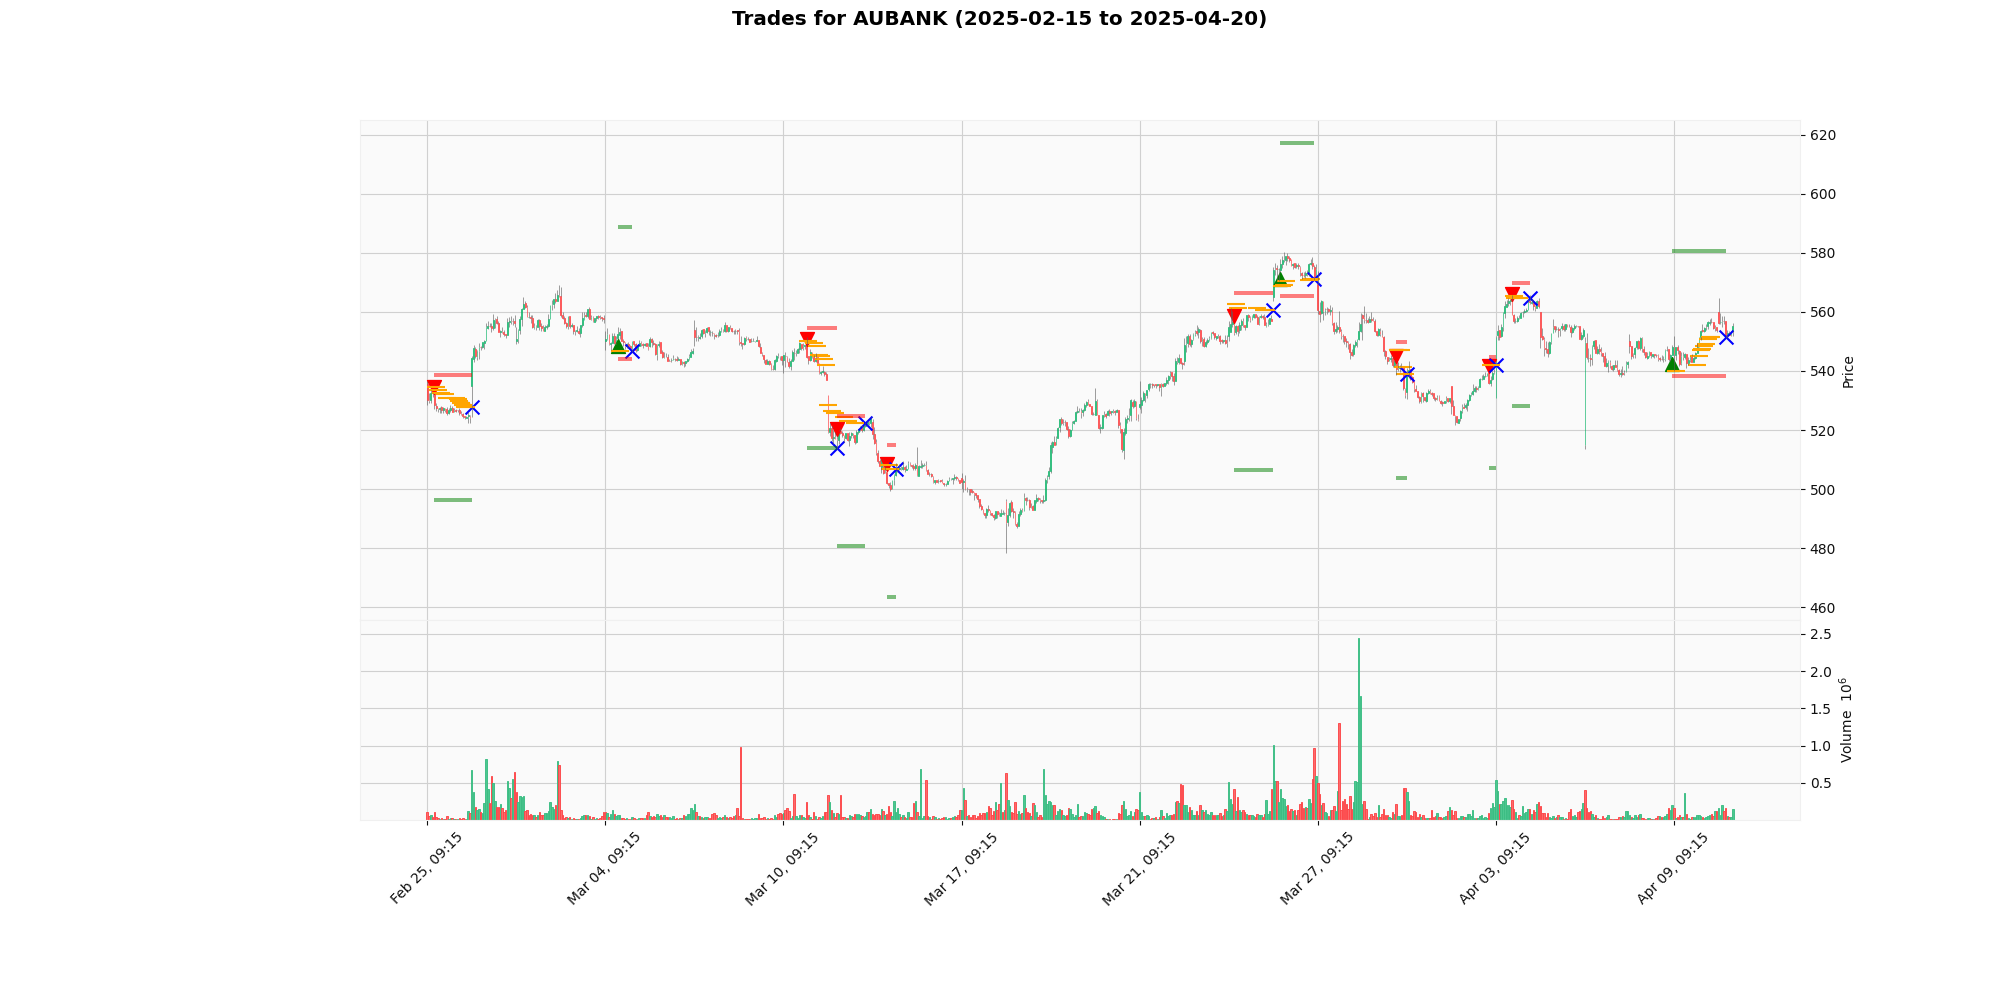 Trades for AUBANK (2025-02-15 to 2025-04-20)
620
600
580
560
540
520
500
480
460
Price
2.5
2.0
1.5
1.0
0.5
Volume 10^6
Feb 25, 09:15
Mar 04, 09:15
Mar 10, 09:15
Mar 17, 09:15
Mar 21, 09:15
Mar 27, 09:15
Apr 03, 09:15
Apr 09, 09:15